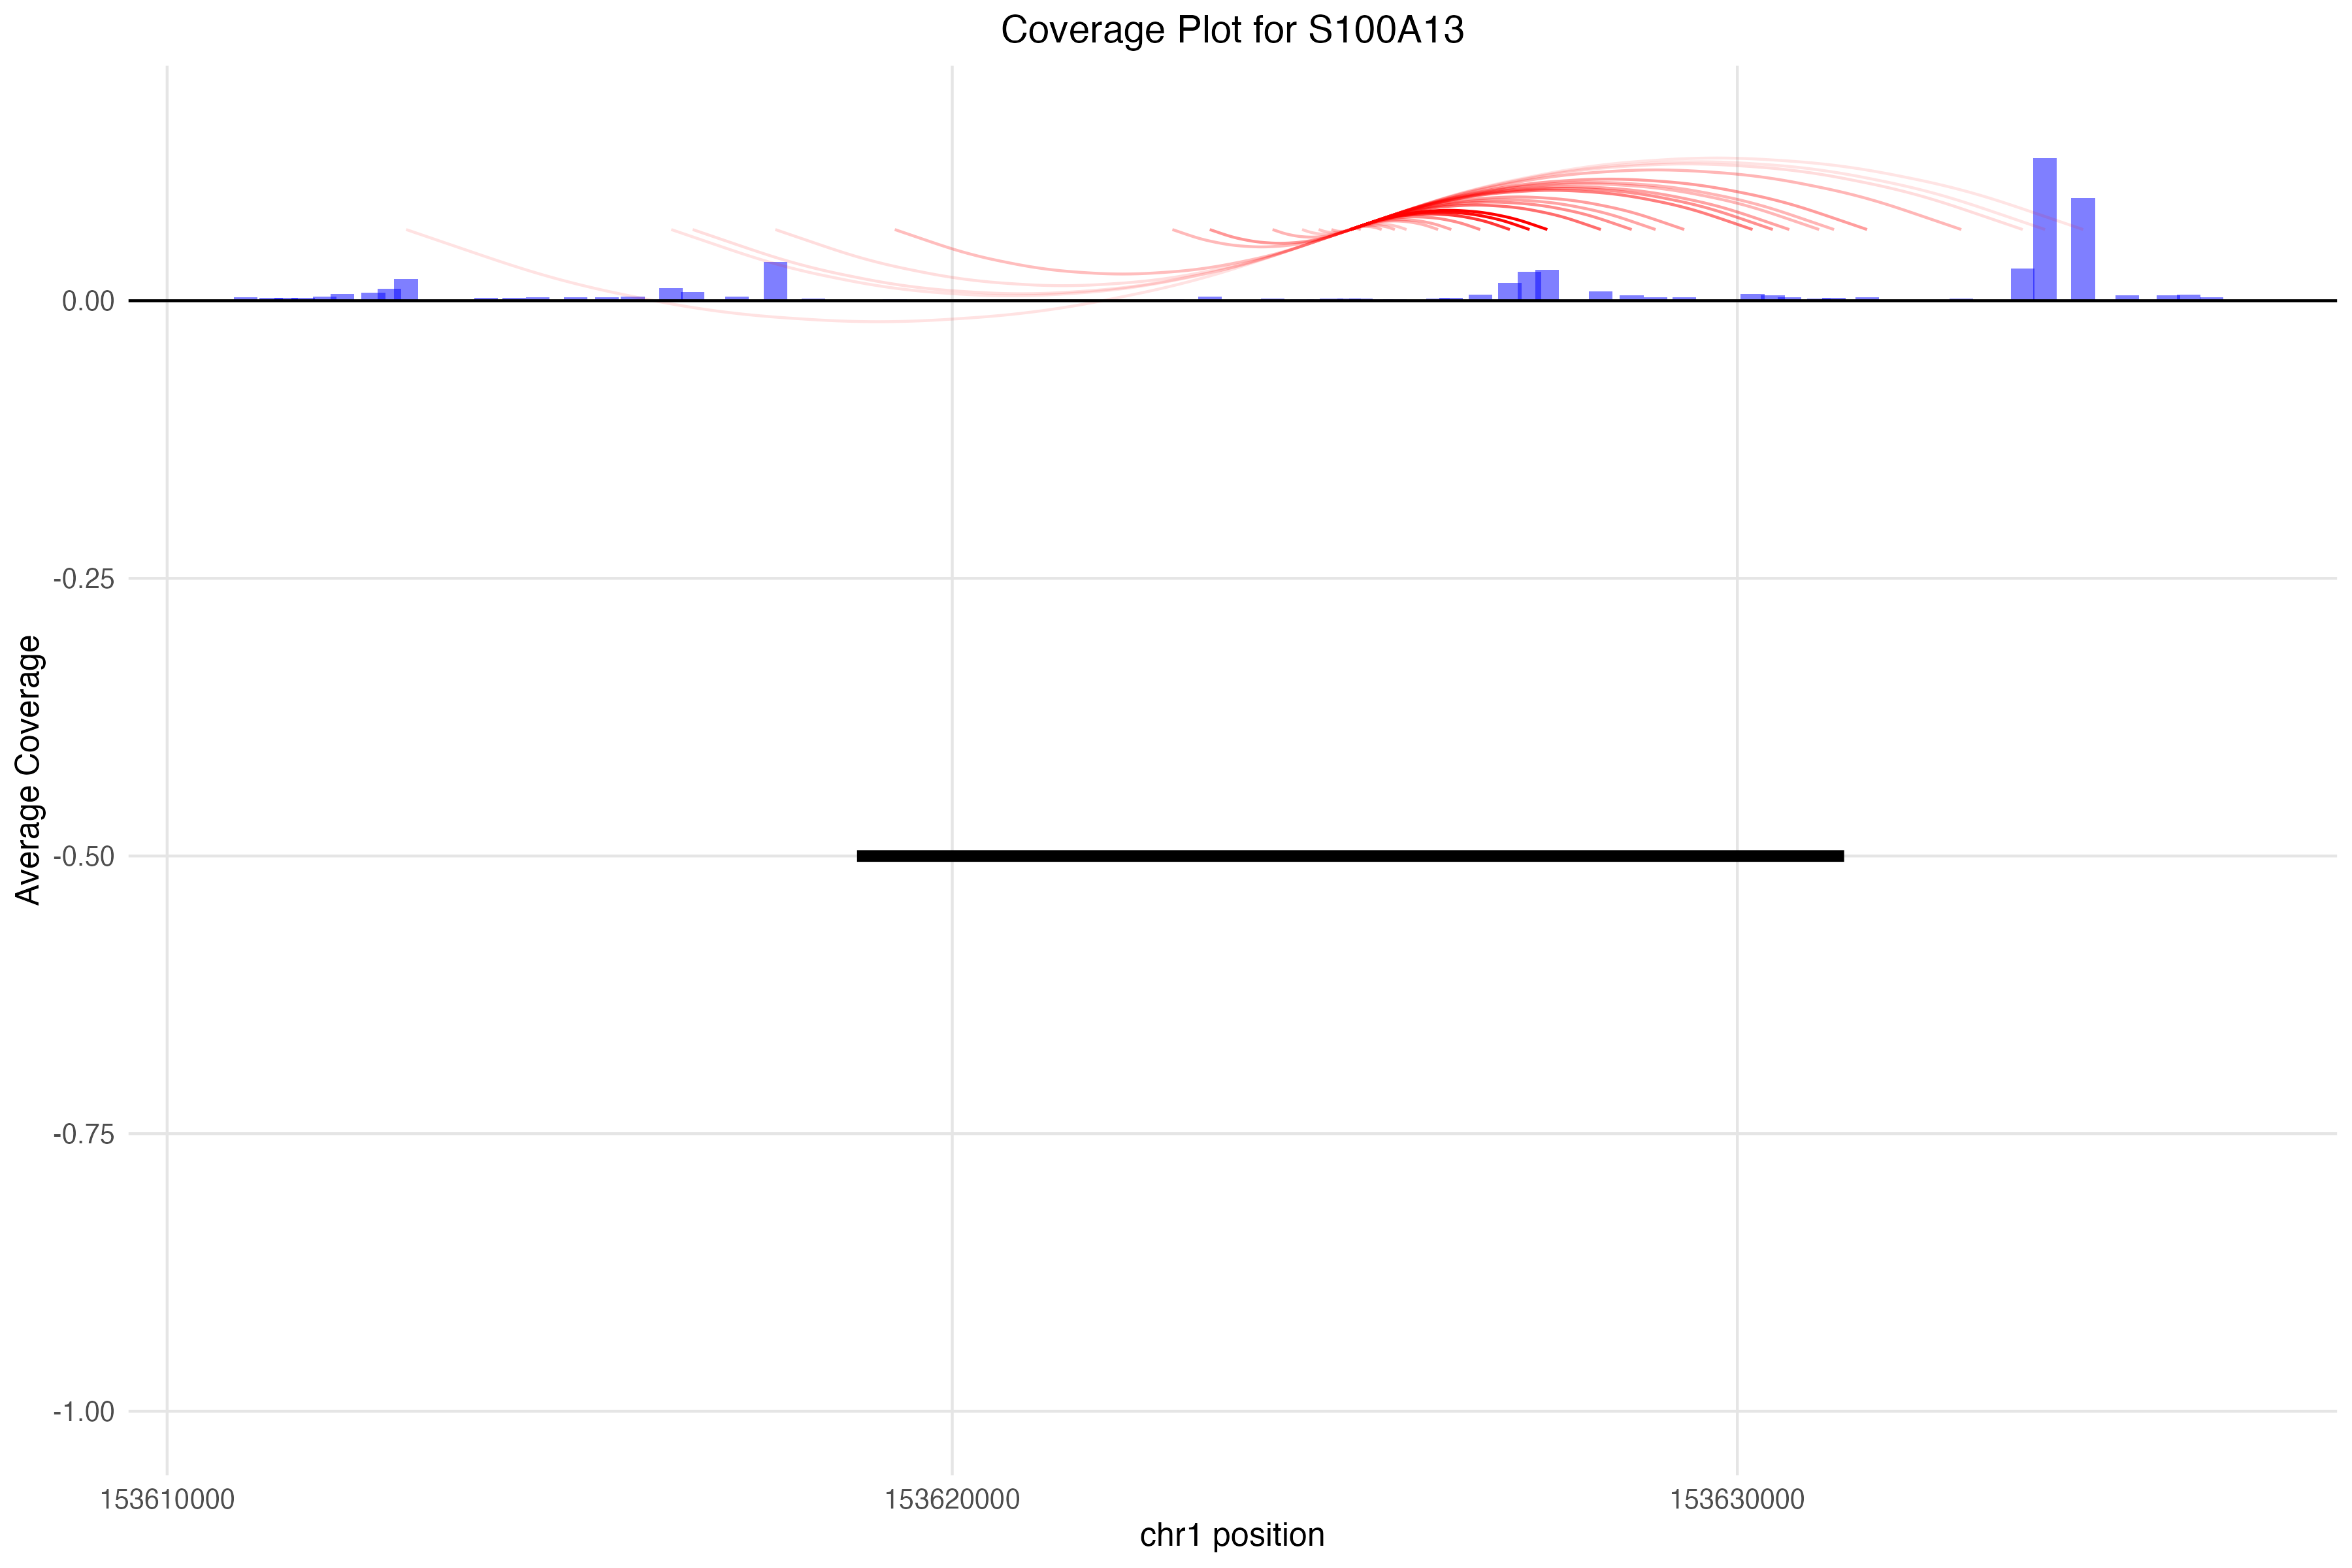 Coverage Plot for S100A13
Average Coverage
0.00
-0.25
-0.50
-0.75
-1.00
153610000
153620000
153630000
chr1 position